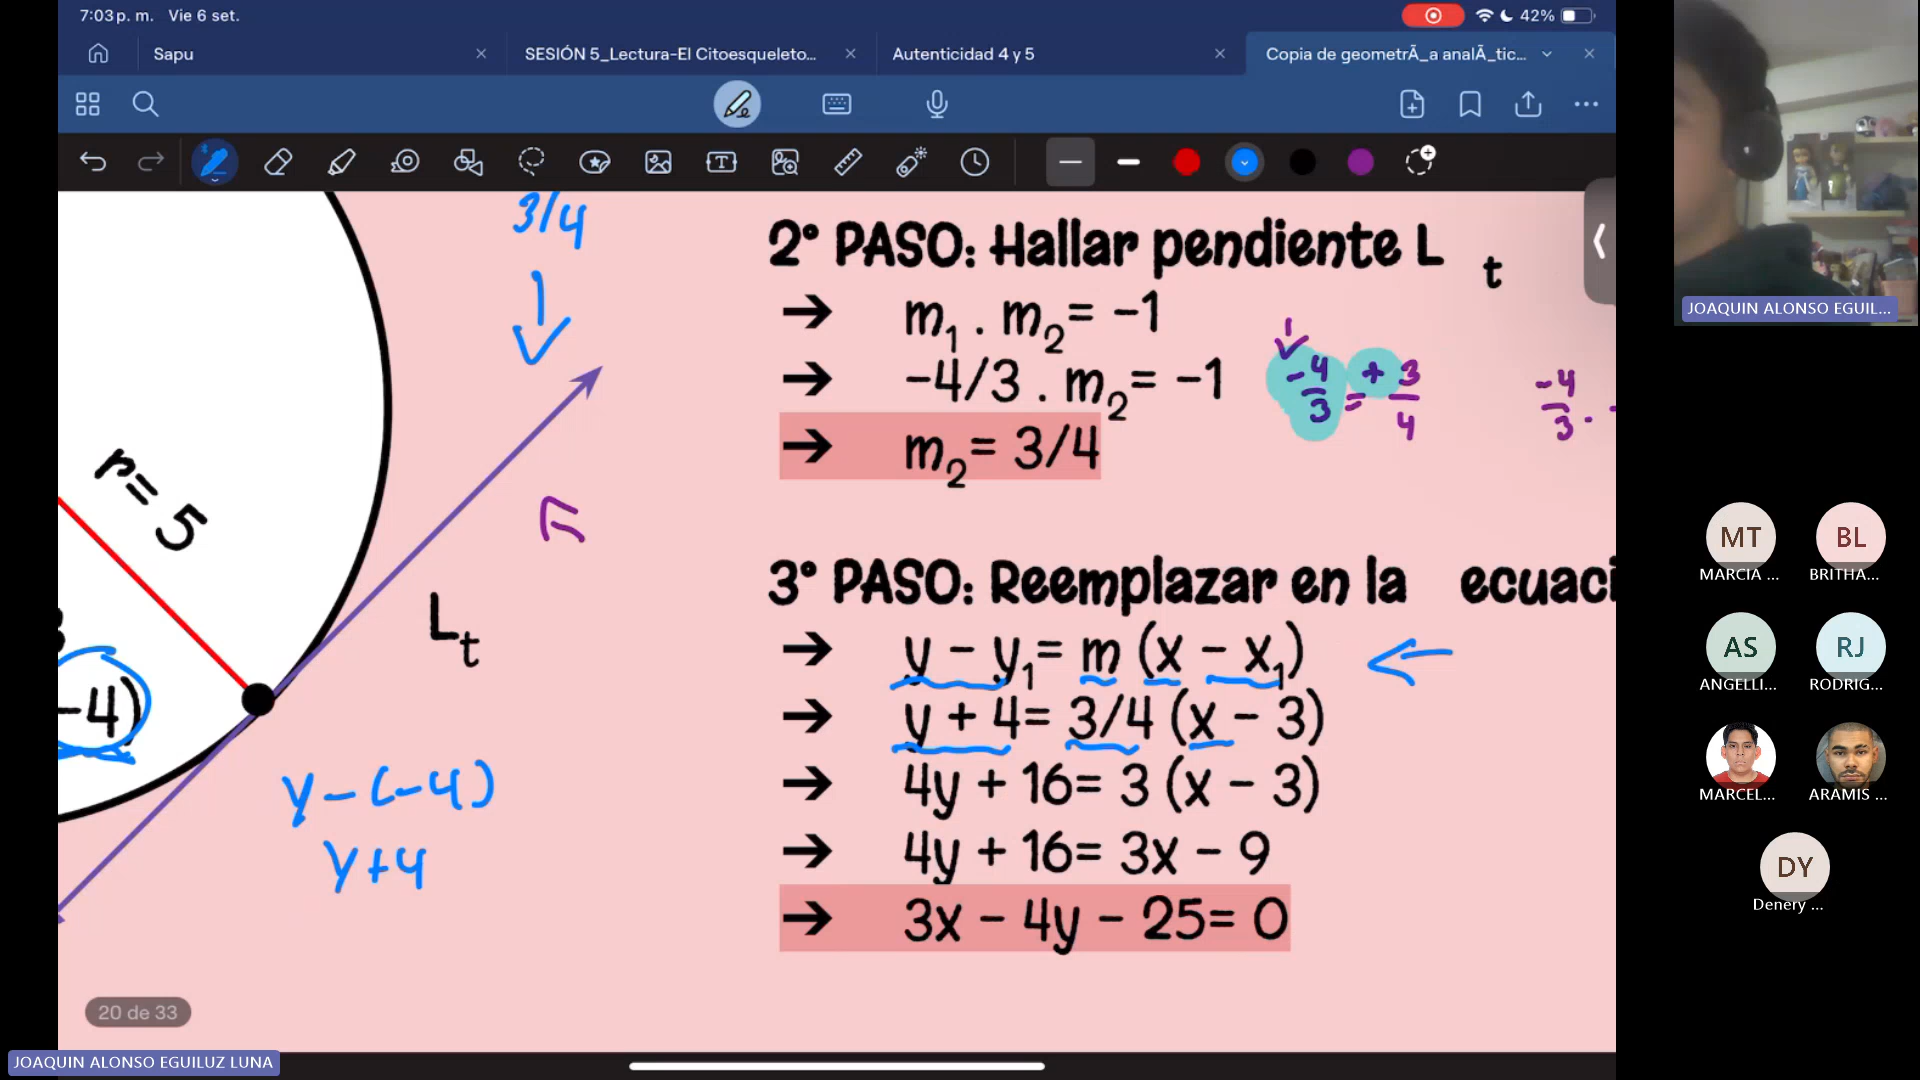 7:03 p. m. Vie 6 set.
42%
Sapu
SESIÓN 5_Lectura-El Citoesqueleto...
Autenticidad 4 y 5
Copia de geometrÃ_a analÃ_tic...
3/4
r= 5
-4)
Lt
y-(-4)
y+4
2° PASO: Hallar pendiente L t
→ m1 . m2= -1
→ -4/3 . m2= -1
→ m2= 3/4
-4/3 = + 3/4
-4/3 .
3° PASO: Reemplazar en la ecuaci
→ y - y1= m (x - x1)
→ y + 4= 3/4 (x - 3)
→ 4y + 16= 3 (x - 3)
→ 4y + 16= 3x - 9
→ 3x - 4y - 25= 0
20 de 33
JOAQUIN ALONSO EGUILUZ LUNA
JOAQUIN ALONSO EGUIL...
MT BL
MARCIA ... BRITHA...
AS RJ
ANGELLI... RODRIG...
MARCEL... ARAMIS ...
DY
Denery ...